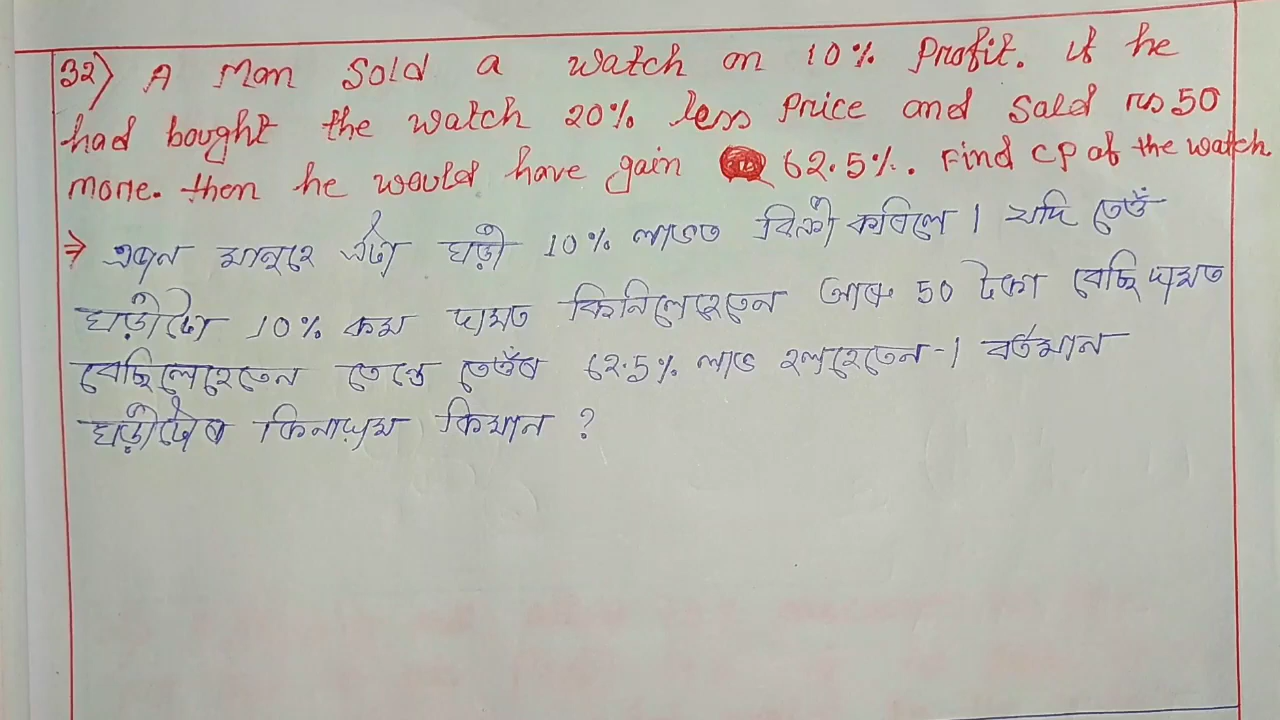 32) A Man Sold a watch on 10% Profit. if he
had bought the watch 20% less Price and Sold rs 50
more. then he would have gain 62.5%. Find CP of the watch.
⇒ এজন মানুহে এটা ঘড়ী 10% লাভত বিক্ৰী কৰিলে। যদি তেওঁ
ঘড়ীটো 10% কম দামত কিনিলেহেতেন আৰু 50 টকা বেছি দামত
বেছিলেহেতেন তেন্তে তেওঁৰ 62.5% লাভ হলহেতেন-। বৰ্তমান
ঘড়ীটোৰ কিনাদাম কিমান ?